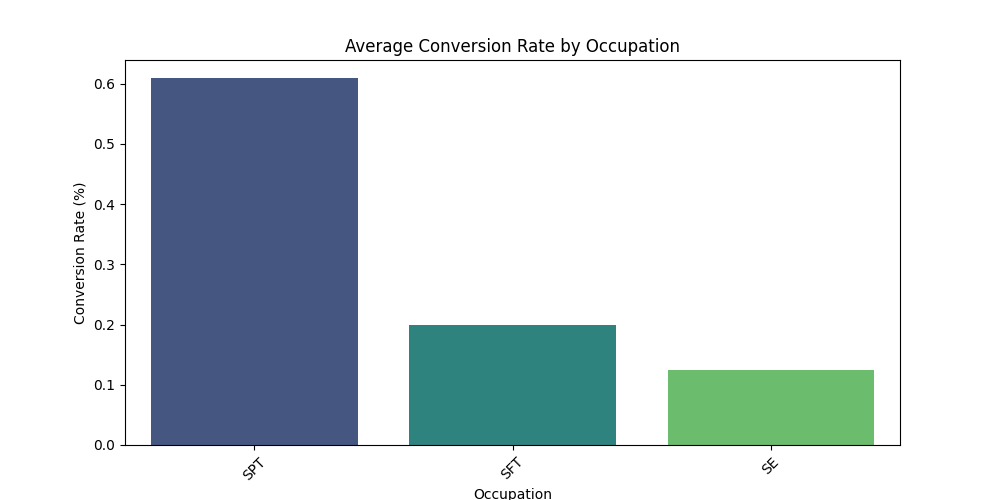 Average Conversion Rate by Occupation
Conversion Rate (%)
0.6
0.5
0.4
0.3
0.2
0.1
0.0
SPT
SFT
SE
Occupation